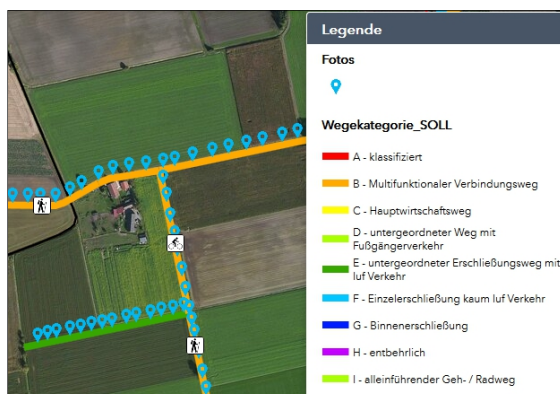 Legende
Fotos
Wegekategorie_SOLL
A - klassifiziert
B - Multifunktionaler Verbindungsweg
C - Hauptwirtschaftsweg
D - untergeordneter Weg mit
Fußgängerverkehr
E - untergeordneter Erschließungsweg mit
luf Verkehr
F - Einzelerschließung kaum luf Verkehr
G - Binnenerschließung
H - entbehrlich
I - alleinführender Geh- / Radweg